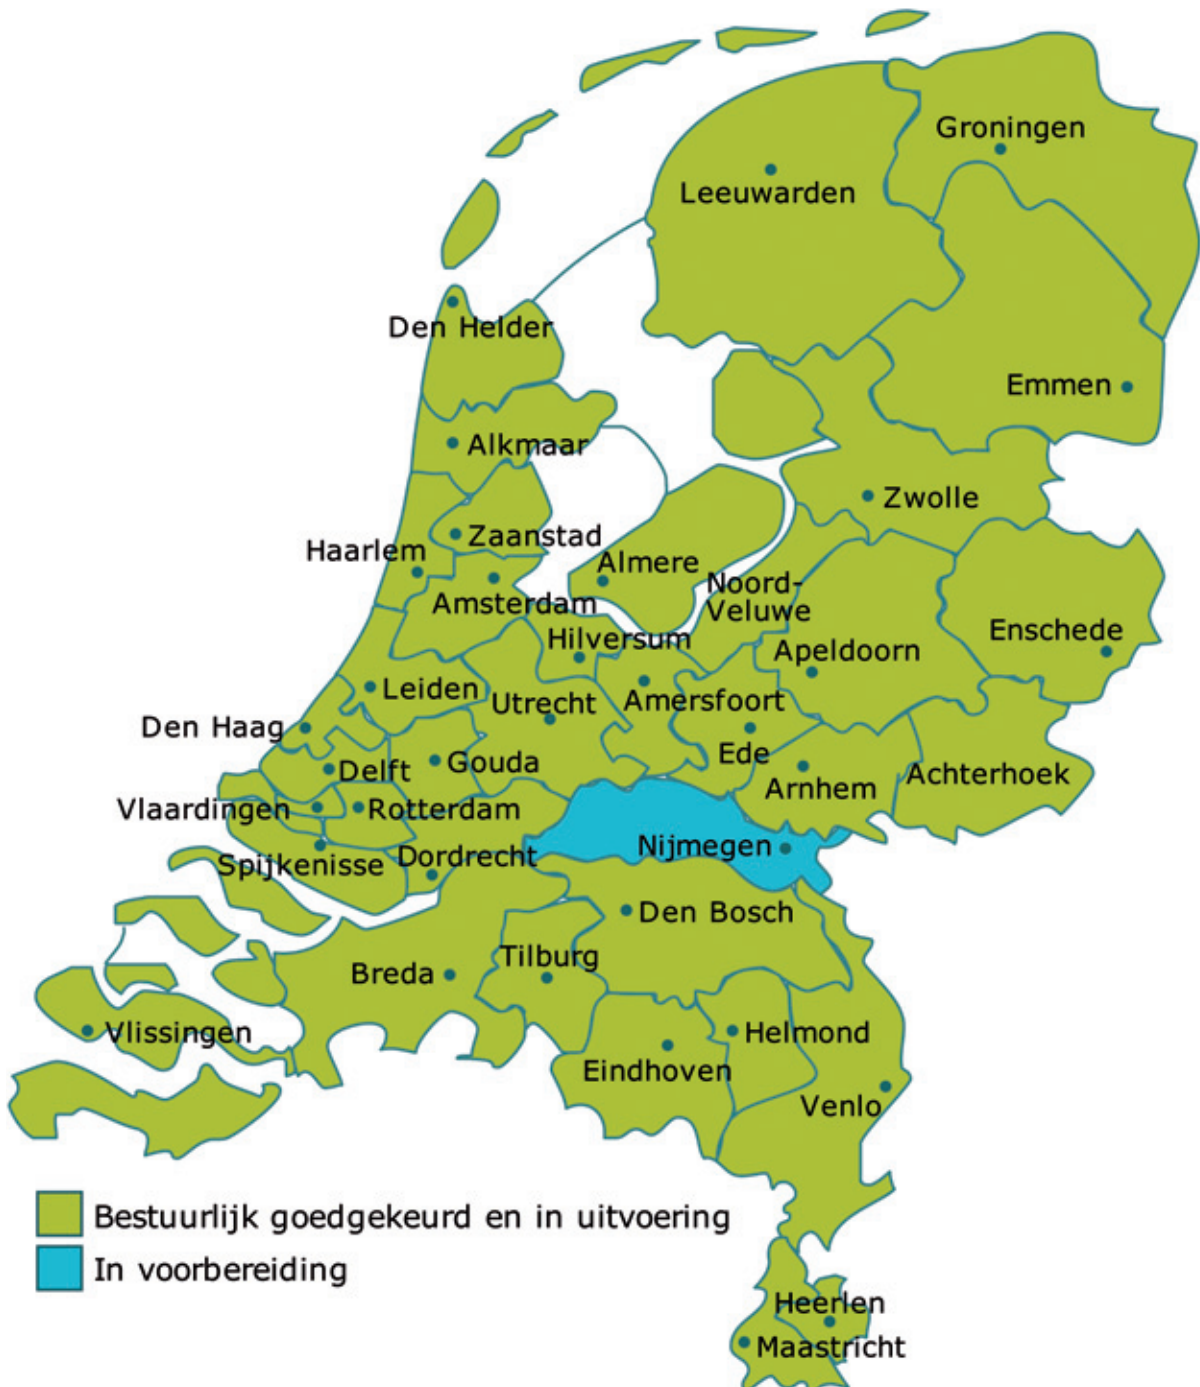 Groningen
Leeuwarden
Den Helder
Emmen
Alkmaar
Zwolle
Zaanstad
Haarlem
Almere
Noord-
Veluwe
Amsterdam
Hilversum
Enschede
Apeldoorn
Leiden
Utrecht
Amersfoort
Den Haag
Ede
Gouda
Delft
Achterhoek
Arnhem
Vlaardingen
Rotterdam
Nijmegen
Dordrecht
Spijkenisse
Den Bosch
Tilburg
Breda
Vlissingen
Helmond
Eindhoven
Venlo
Bestuurlijk goedgekeurd en in uitvoering
In voorbereiding
Heerlen
Maastricht